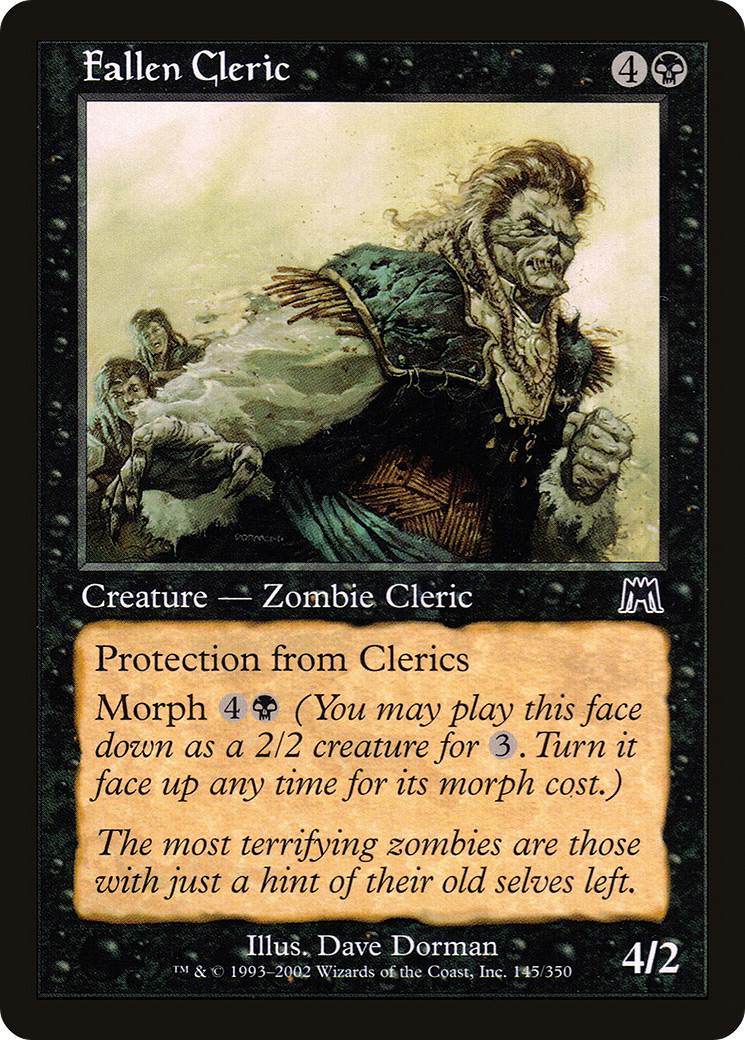 Fallen Cleric 4
Creature — Zombie Cleric
Protection from Clerics
Morph 4 (You may play this face
down as a 2/2 creature for 3. Turn it
face up any time for its morph cost.)
The most terrifying zombies are those
with just a hint of their old selves left.
Illus. Dave Dorman
™ & © 1993–2002 Wizards of the Coast, Inc. 145/350
4/2